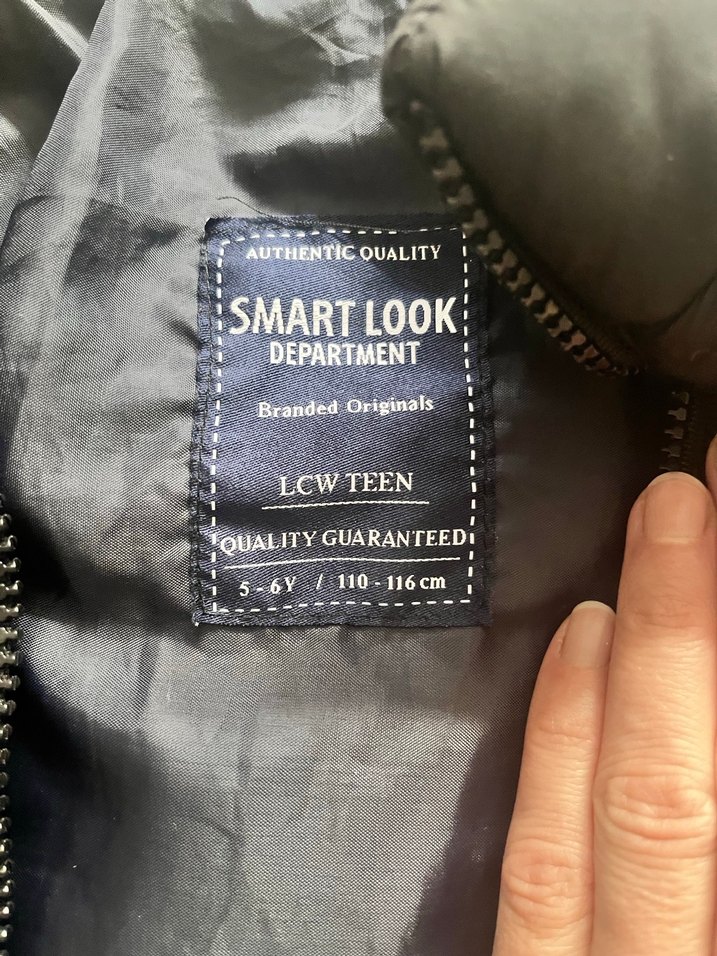 AUTHENTIC QUALITY
SMART LOOK
DEPARTMENT
Branded Originals
LCW TEEN
QUALITY GUARANTEED
5 - 6Y / 110 - 116 cm